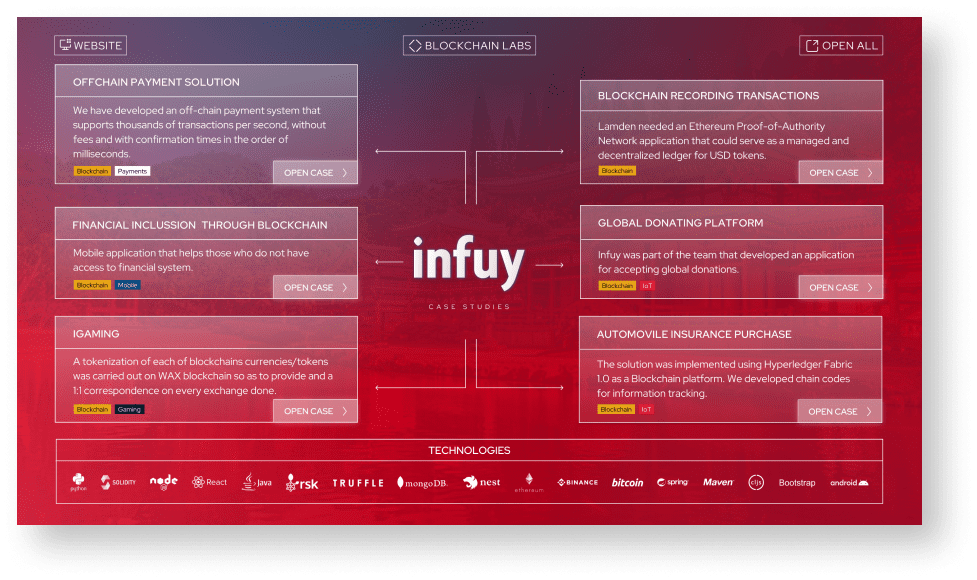 WEBSITE
BLOCKCHAIN LABS
OPEN ALL
OFFCHAIN PAYMENT SOLUTION
We have developed an off-chain payment system that
supports thousands of transactions per second, without
fees and with confirmation times in the order of
milliseconds.
Blockchain Payments
OPEN CASE
FINANCIAL INCLUSSION THROUGH BLOCKCHAIN
Mobile application that helps those who do not have
access to financial system.
Blockchain Mobile
OPEN CASE
IGAMING
A tokenization of each of blockchains currencies/tokens
was carried out on WAX blockchain so as to provide and a
1:1 correspondence on every exchange done.
Blockchain Gaming
OPEN CASE
infuy
CASE STUDIES
BLOCKCHAIN RECORDING TRANSACTIONS
Lamden needed an Ethereum Proof-of-Authority
Network application that could serve as a managed and
decentralized ledger for USD tokens.
Blockchain
OPEN CASE
GLOBAL DONATING PLATFORM
Infuy was part of the team that developed an application
for accepting global donations.
Blockchain IoT
OPEN CASE
AUTOMOVILE INSURANCE PURCHASE
The solution was implemented using Hyperledger Fabric
1.0 as a Blockchain platform. We developed chain codes
for information tracking.
Blockchain IoT
OPEN CASE
TECHNOLOGIES
python SOLIDITY node JS React Java rsk TRUFFLE mongoDB. nest ethereum BINANCE bitcoin spring Maven cljs Bootstrap android